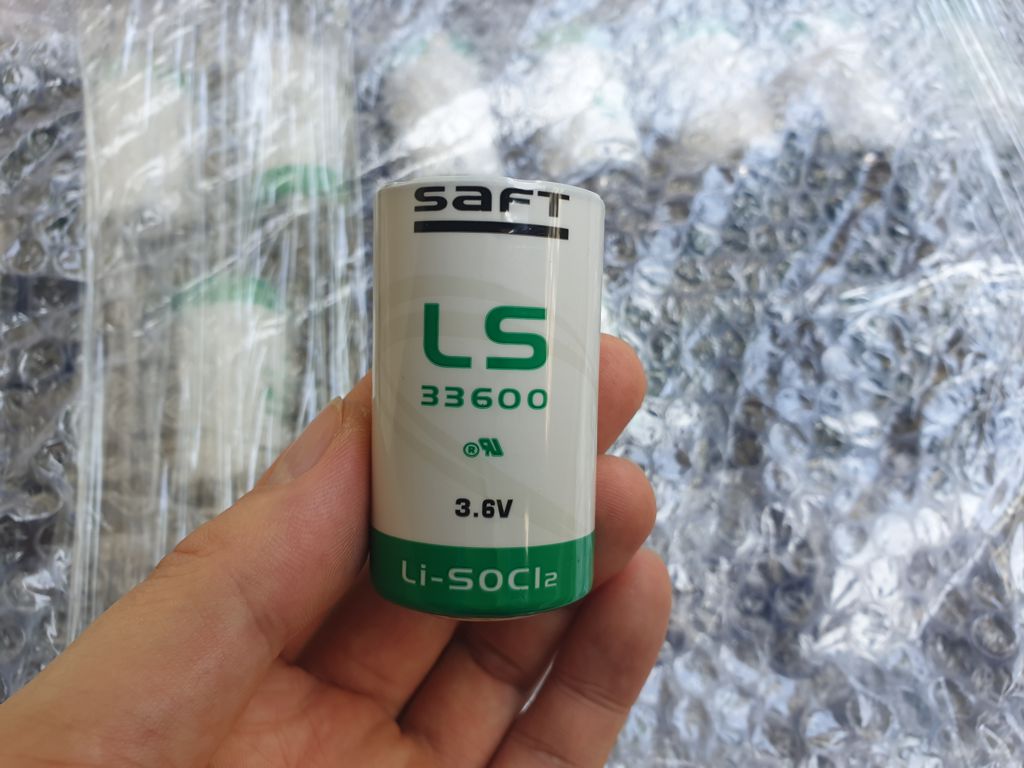 saft
LS
33600
3.6V
Li-SOCl₂